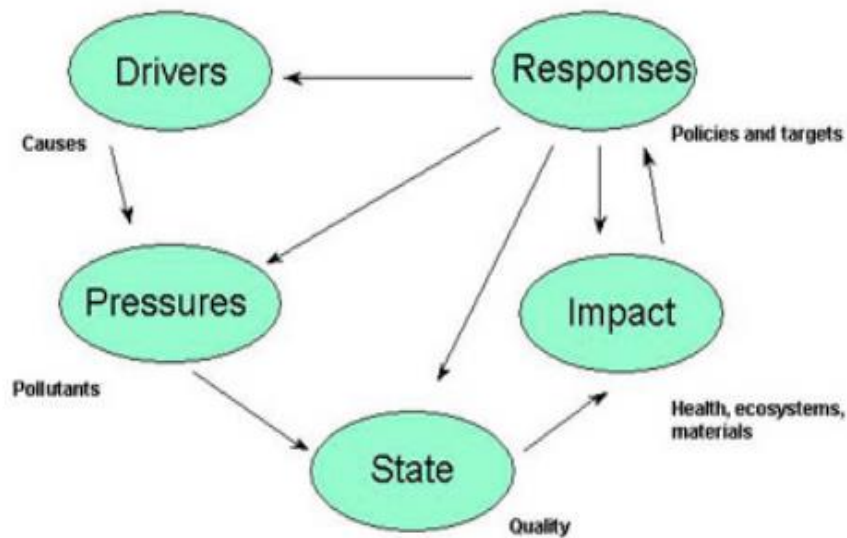 Drivers
Responses
Causes
Policies and targets
Pressures
Impact
Pollutants
Health, ecosystems,
materials
State
Quality